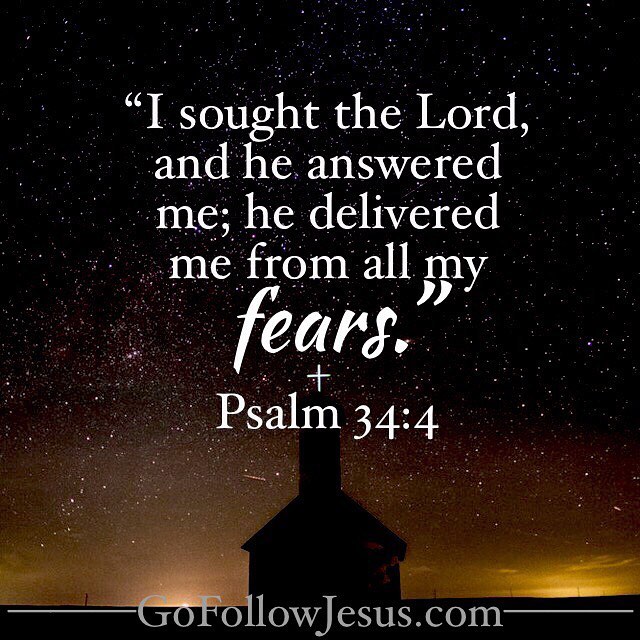 “I sought the Lord,
and he answered
me; he delivered
me from all my
fears.”
Psalm 34:4
GoFollowJesus.com